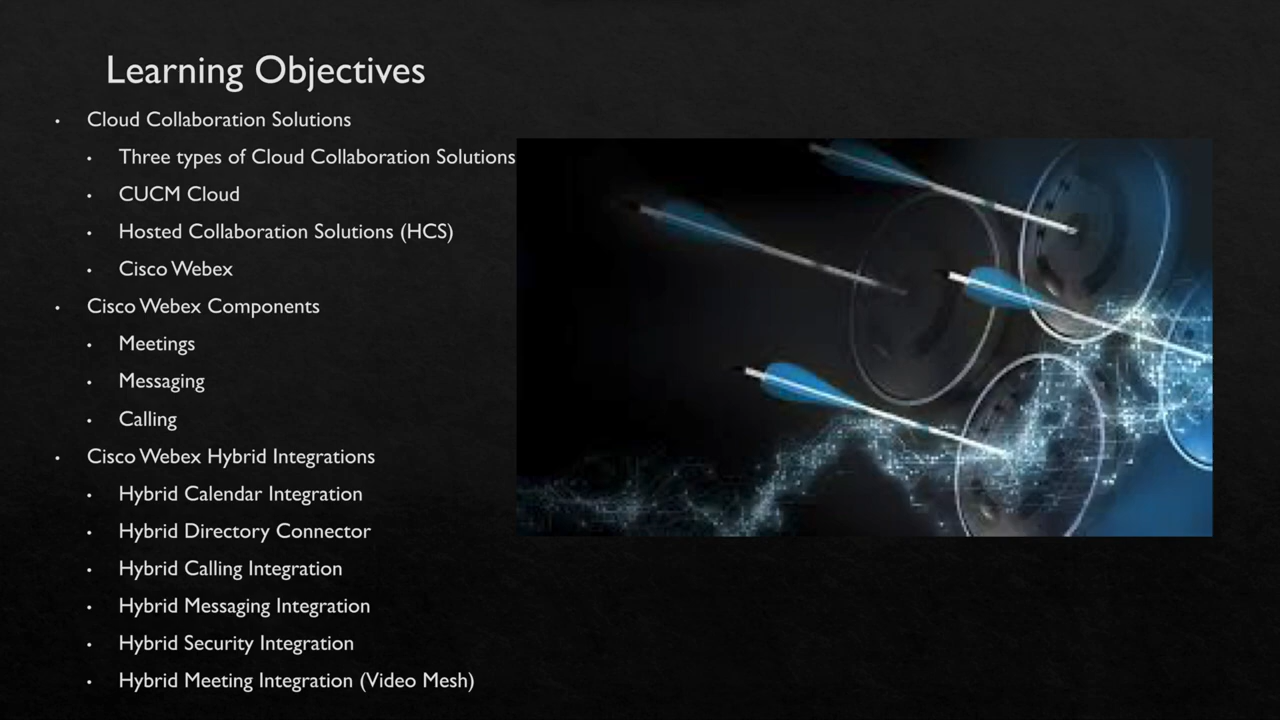 Learning Objectives
• Cloud Collaboration Solutions
• Three types of Cloud Collaboration Solutions
• CUCM Cloud
• Hosted Collaboration Solutions (HCS)
• Cisco Webex
• Cisco Webex Components
• Meetings
• Messaging
• Calling
• Cisco Webex Hybrid Integrations
• Hybrid Calendar Integration
• Hybrid Directory Connector
• Hybrid Calling Integration
• Hybrid Messaging Integration
• Hybrid Security Integration
• Hybrid Meeting Integration (Video Mesh)